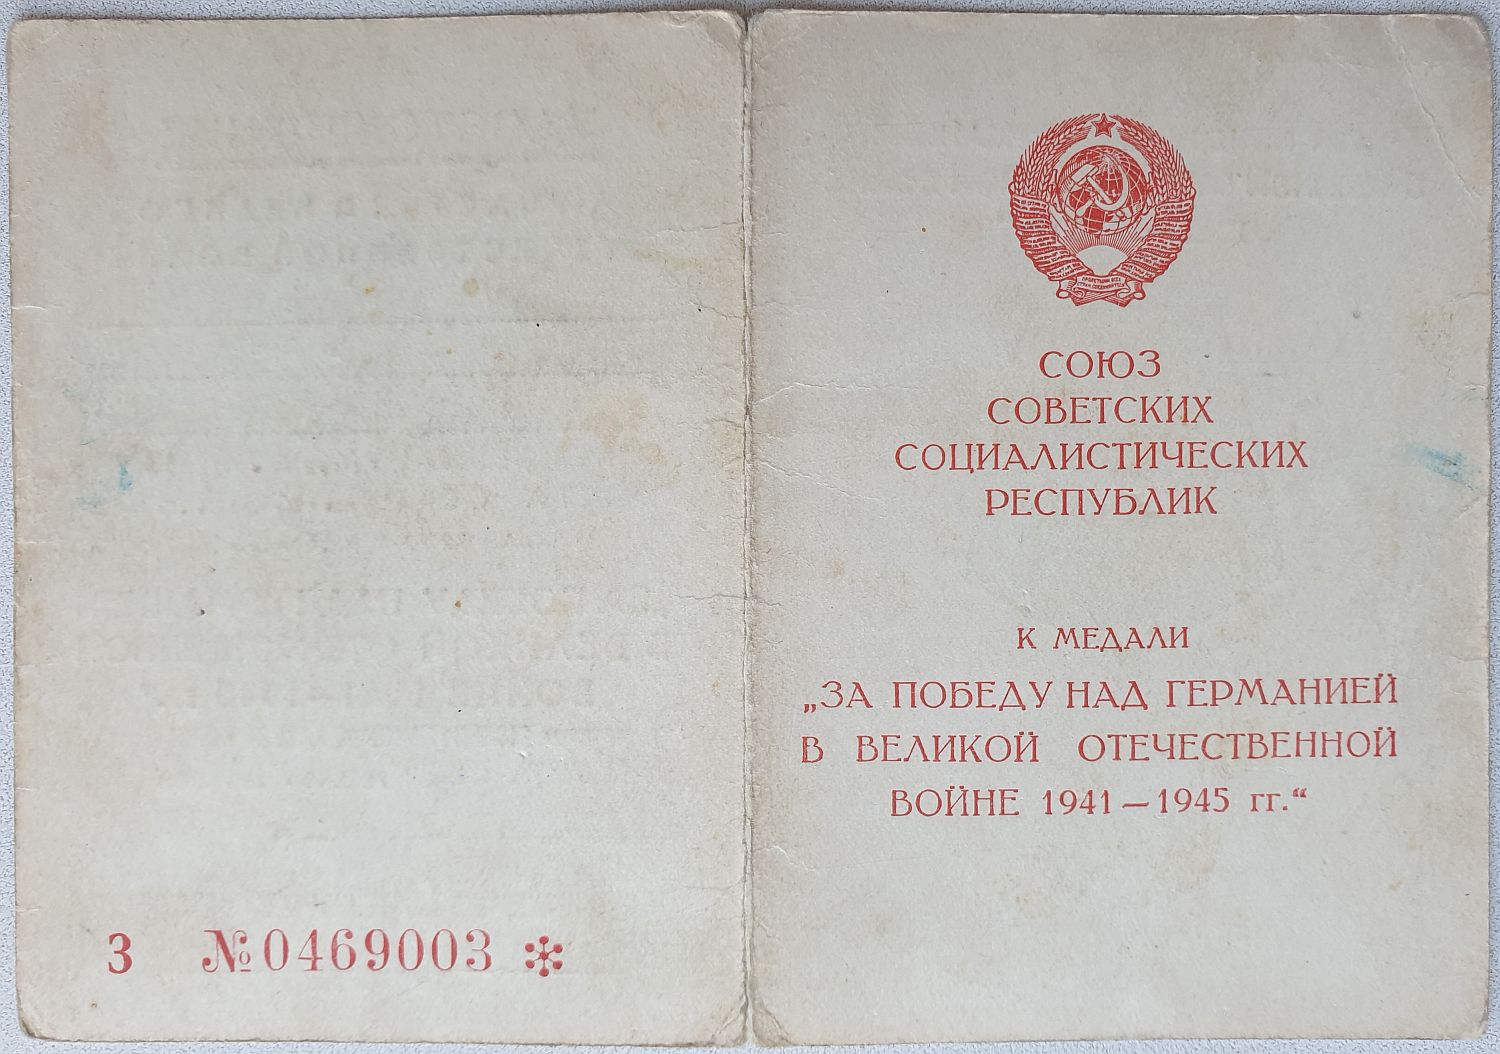 СОЮЗ
СОВЕТСКИХ
СОЦИАЛИСТИЧЕСКИХ
РЕСПУБЛИК
К МЕДАЛИ
„ЗА ПОБЕДУ НАД ГЕРМАНИЕЙ
В ВЕЛИКОЙ ОТЕЧЕСТВЕННОЙ
ВОЙНЕ 1941—1945 гг.“
З №0469003 *